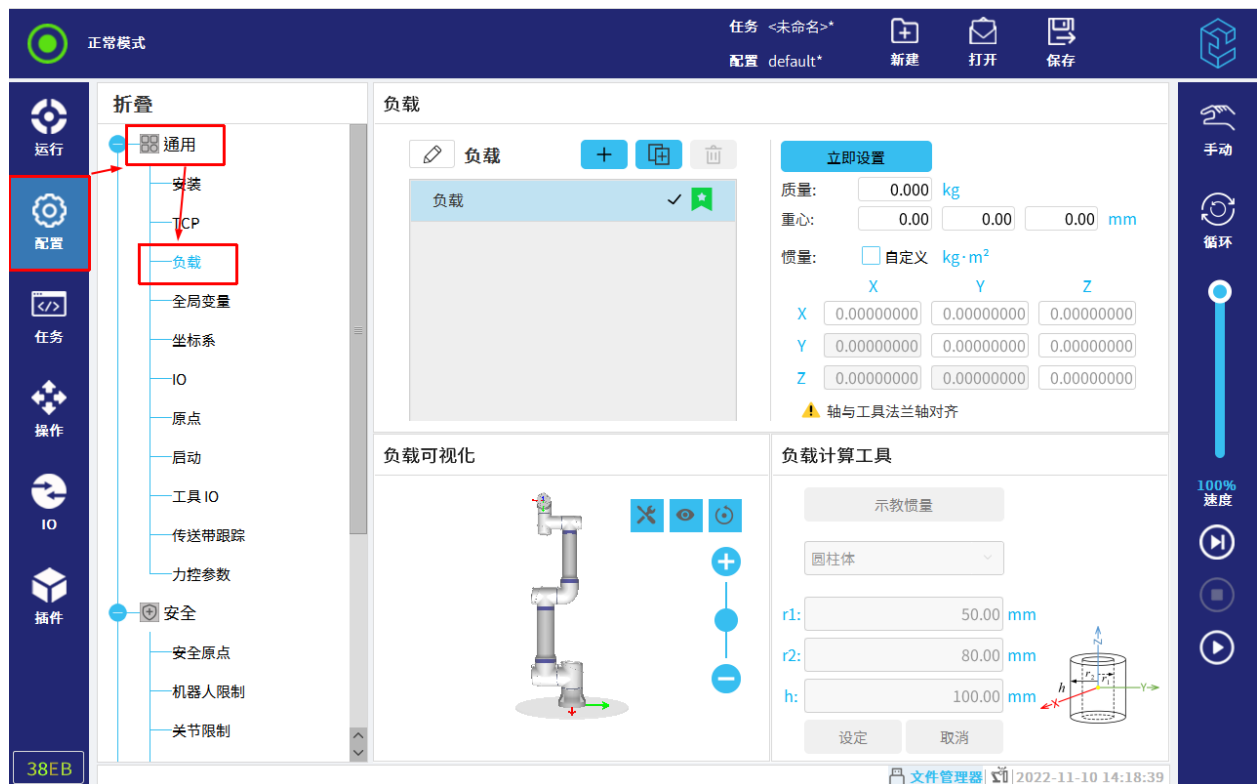 正常模式
任务 <未命名>*
配置 default*
新建
打开
保存
运行
配置
任务
操作
IO
插件
38EB
折叠
通用
安装
TCP
负载
全局变量
坐标系
IO
原点
启动
工具 IO
传送带跟踪
力控参数
安全
安全原点
机器人限制
关节限制
负载
负载
负载
立即设置
质量: 0.000 kg
重心: 0.00 0.00 0.00 mm
惯量: 自定义 kg·m²
X Y Z
X 0.00000000 0.00000000 0.00000000
Y 0.00000000 0.00000000 0.00000000
Z 0.00000000 0.00000000 0.00000000
轴与工具法兰轴对齐
负载可视化
负载计算工具
示教惯量
圆柱体
r1: 50.00 mm
r2: 80.00 mm
h: 100.00 mm
设定 取消
Z
h r2 r1 Y
X
手动
循环
100%
速度
文件管理器 2022-11-10 14:18:39